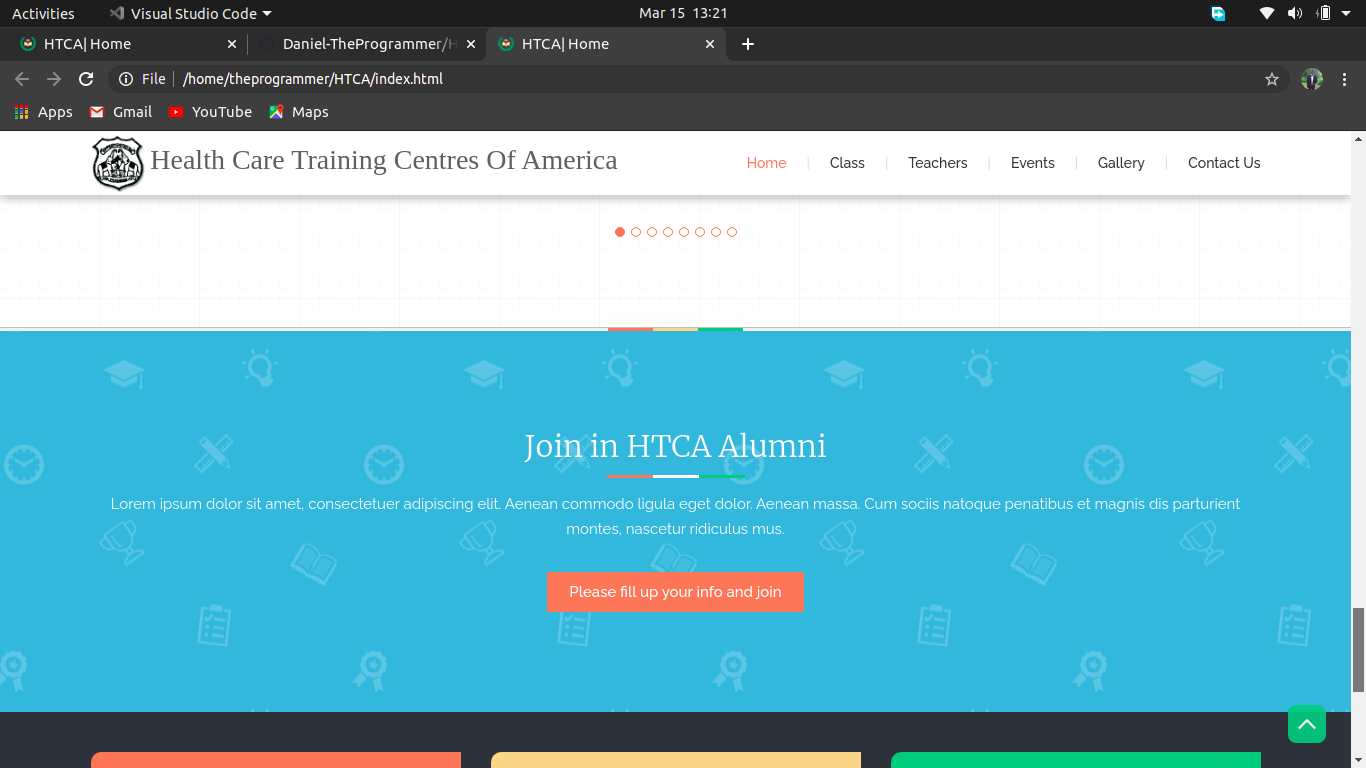 Activities Visual Studio Code Mar 15 13:21
HTCA| Home Daniel-TheProgrammer/H HTCA| Home
File /home/theprogrammer/HTCA/index.html
Apps Gmail YouTube Maps
Health Care Training Centres Of America Home Class Teachers Events Gallery Contact Us
Join in HTCA Alumni
Lorem ipsum dolor sit amet, consectetuer adipiscing elit. Aenean commodo ligula eget dolor. Aenean massa. Cum sociis natoque penatibus et magnis dis parturient
montes, nascetur ridiculus mus.
Please fill up your info and join